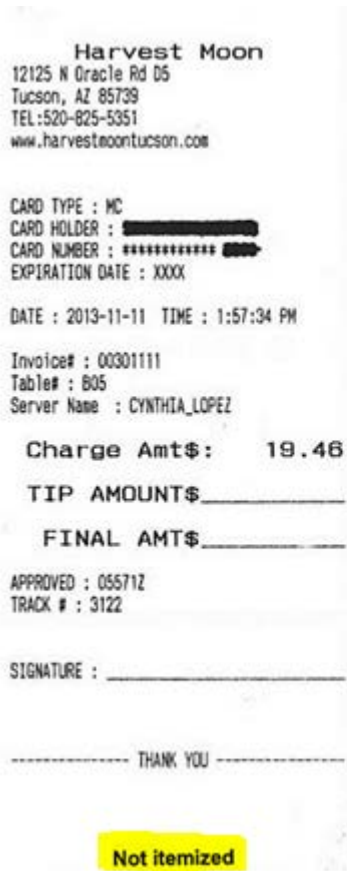 Harvest Moon
12125 N Oracle Rd D5
Tucson, AZ 85739
TEL:520-825-5351
www.harvestmoontucson.com
CARD TYPE : MC
CARD HOLDER :
CARD NUMBER : ************
EXPIRATION DATE : XXXX
DATE : 2013-11-11 TIME : 1:57:34 PM
Invoice# : 00301111
Table# : B05
Server Name : CYNTHIA_LOPEZ
Charge Amt$: 19.46
TIP AMOUNT$
FINAL AMT$
APPROVED : 05571Z
TRACK # : 3122
SIGNATURE :
THANK YOU
Not itemized